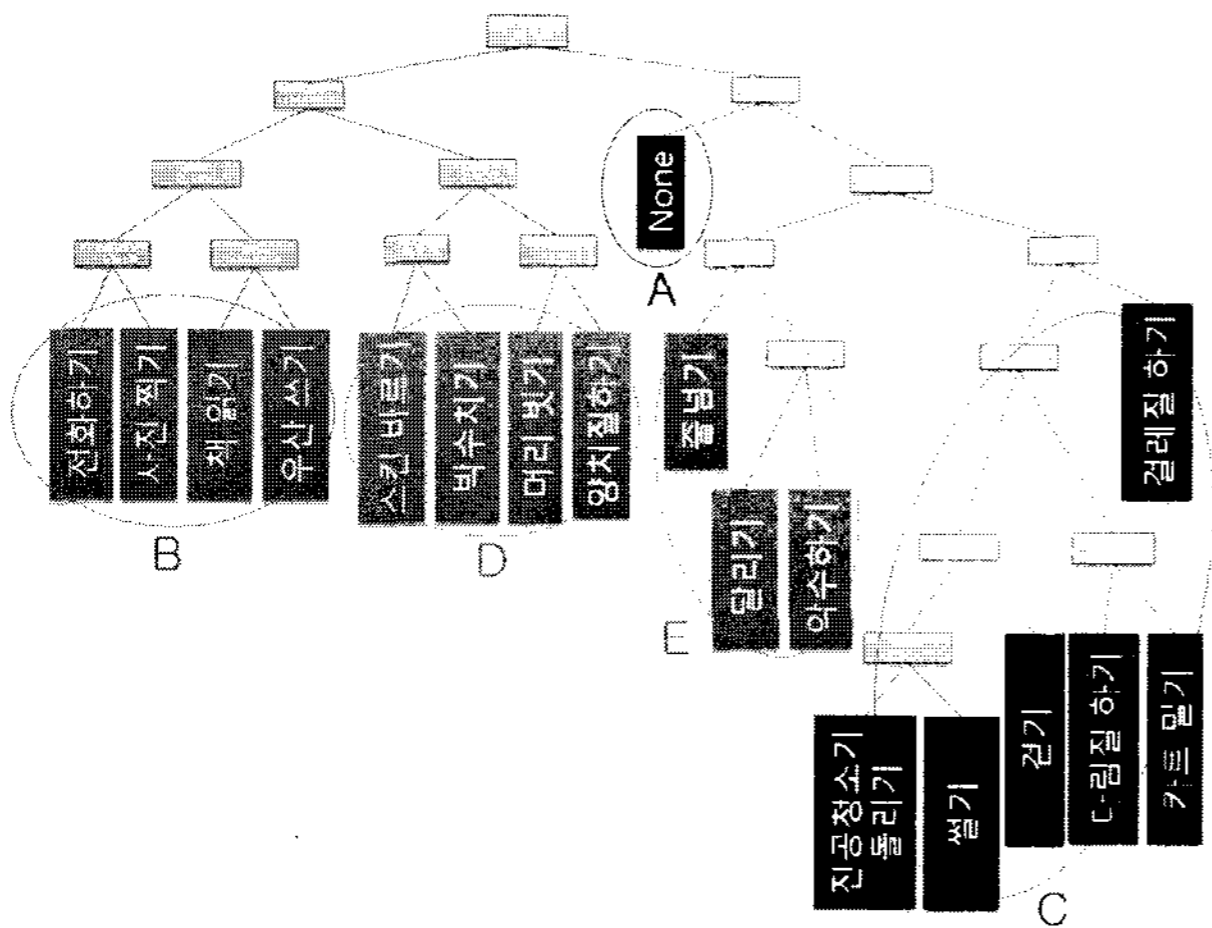 None
A
전화하기
사진 찍기
책 읽기
우산 쓰기
B
스킨 바르기
박수치기
머리 빗기
양치질하기
D
줄 넘기
달리기
악수하기
E
걸레질 하기
진공청소기
돌리기
썰기
걷기
다림질 하기
카트 밀기
C